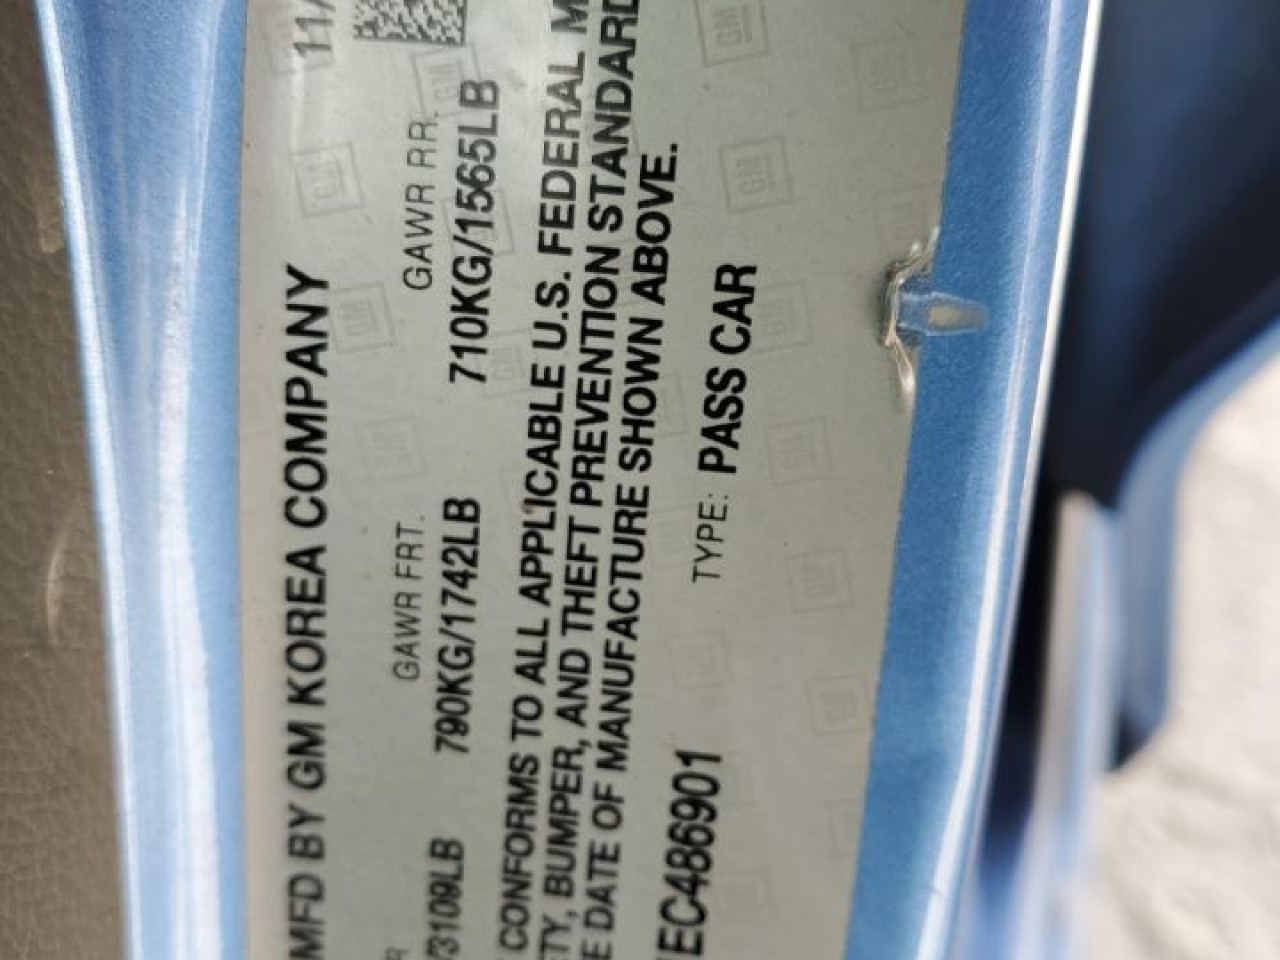 MFD BY GM KOREA COMPANY 11/
GAWR FRT. GAWR RR.
/3109LB 790KG/1742LB 710KG/1565LB
CONFORMS TO ALL APPLICABLE U.S. FEDERAL M
TY, BUMPER, AND THEFT PREVENTION STANDARD
E DATE OF MANUFACTURE SHOWN ABOVE.
EC486901 TYPE: PASS CAR